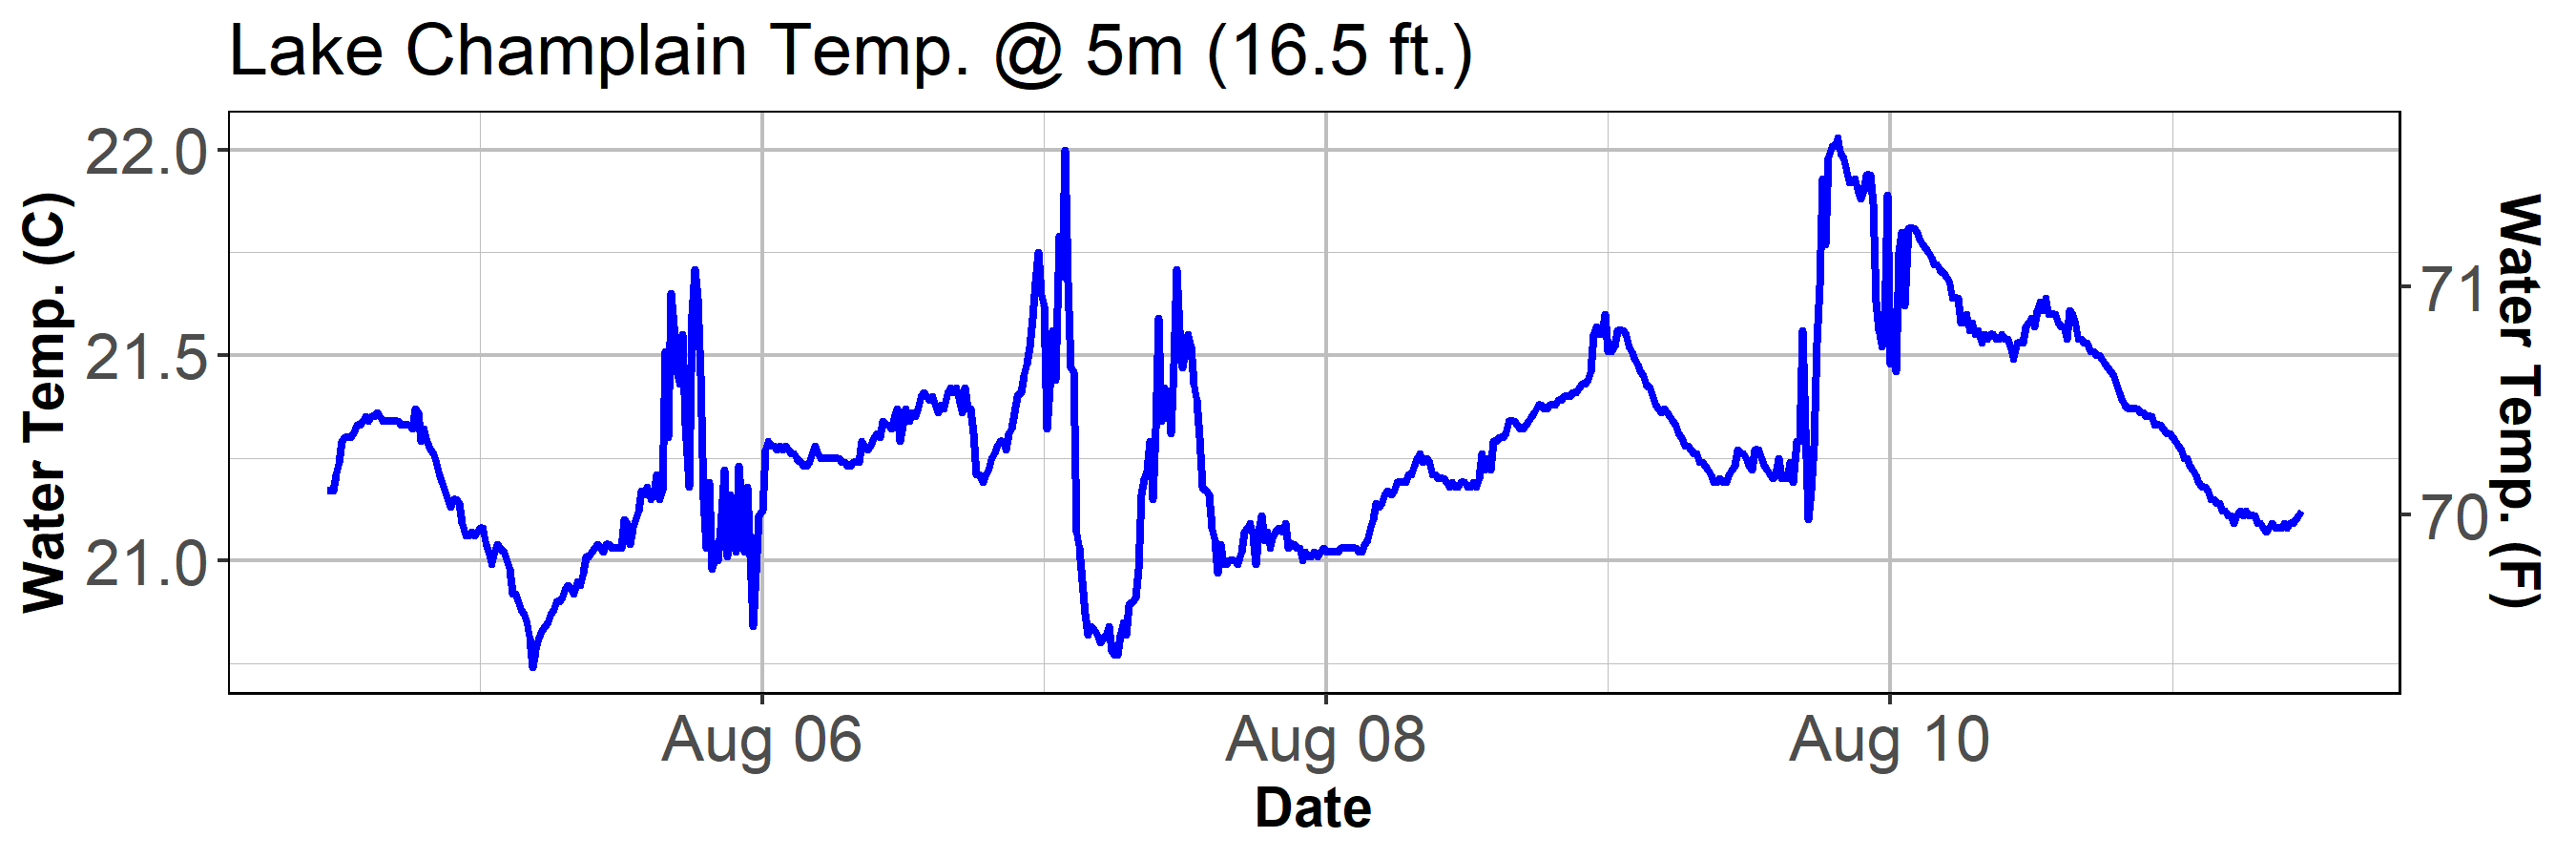 Lake Champlain Temp. @ 5m (16.5 ft.)
Water Temp. (C)
22.0
21.5
21.0
71
70
Water Temp. (F)
Aug 06
Aug 08
Aug 10
Date